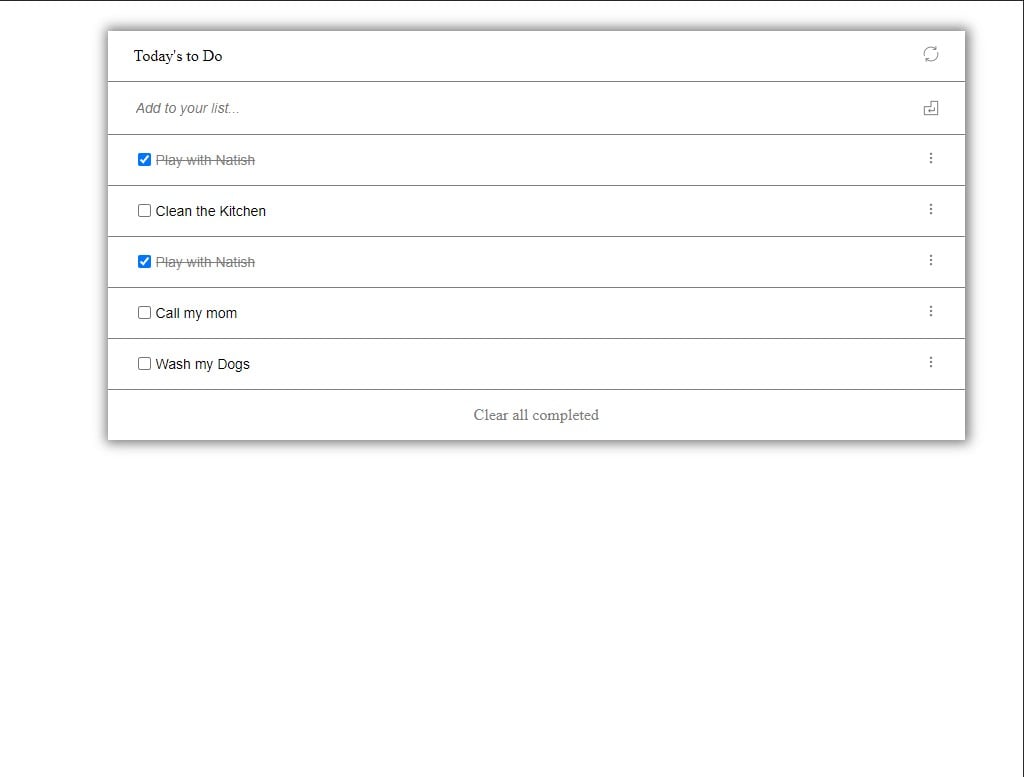 Today's to Do
Add to your list...
Play with Natish
Clean the Kitchen
Play with Natish
Call my mom
Wash my Dogs
Clear all completed